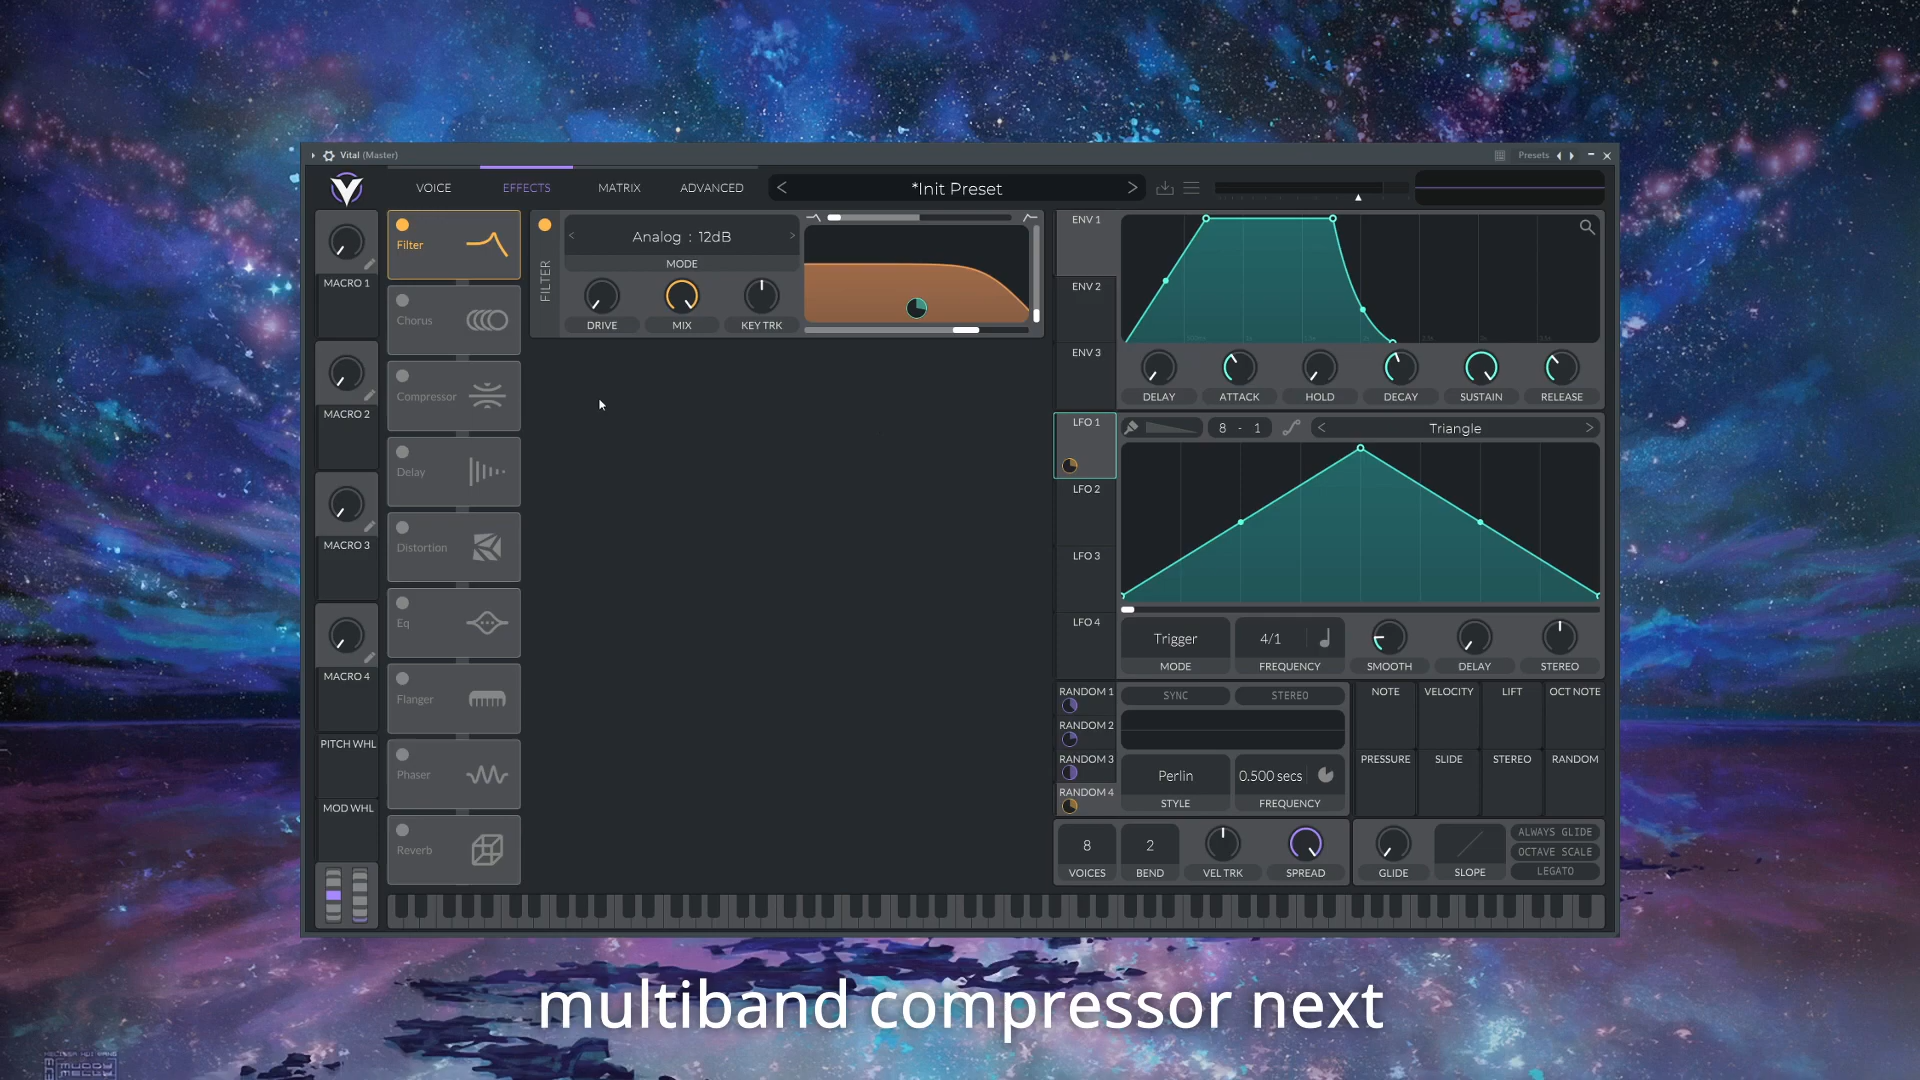 Vital (Master)
Presets
VOICE
EFFECTS
MATRIX
ADVANCED
*Init Preset
MACRO 1
MACRO 2
MACRO 3
MACRO 4
PITCH WHL
MOD WHL
Filter
Chorus
Compressor
Delay
Distortion
Eq
Flanger
Phaser
Reverb
FILTER
Analog : 12dB
MODE
DRIVE
MIX
KEY TRK
ENV 1
ENV 2
ENV 3
DELAY
ATTACK
HOLD
DECAY
SUSTAIN
RELEASE
LFO 1
LFO 2
LFO 3
LFO 4
8 - 1
Triangle
Trigger
MODE
4/1
FREQUENCY
SMOOTH
DELAY
STEREO
RANDOM 1
RANDOM 2
RANDOM 3
RANDOM 4
SYNC
STEREO
Perlin
STYLE
0.500 secs
FREQUENCY
NOTE
VELOCITY
LIFT
OCT NOTE
PRESSURE
SLIDE
STEREO
RANDOM
8
VOICES
2
BEND
VEL TRK
SPREAD
GLIDE
SLOPE
ALWAYS GLIDE
OCTAVE SCALE
LEGATO
multiband compressor next